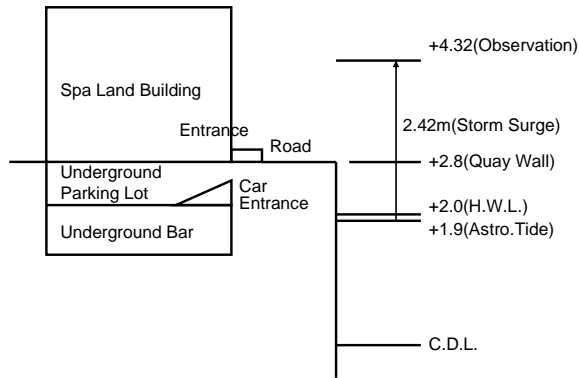 +4.32(Observation)
Spa Land Building
2.42m(Storm Surge)
Entrance
Road
+2.8(Quay Wall)
Underground
Parking Lot
Car
Entrance
+2.0(H.W.L.)
+1.9(Astro.Tide)
Underground Bar
C.D.L.